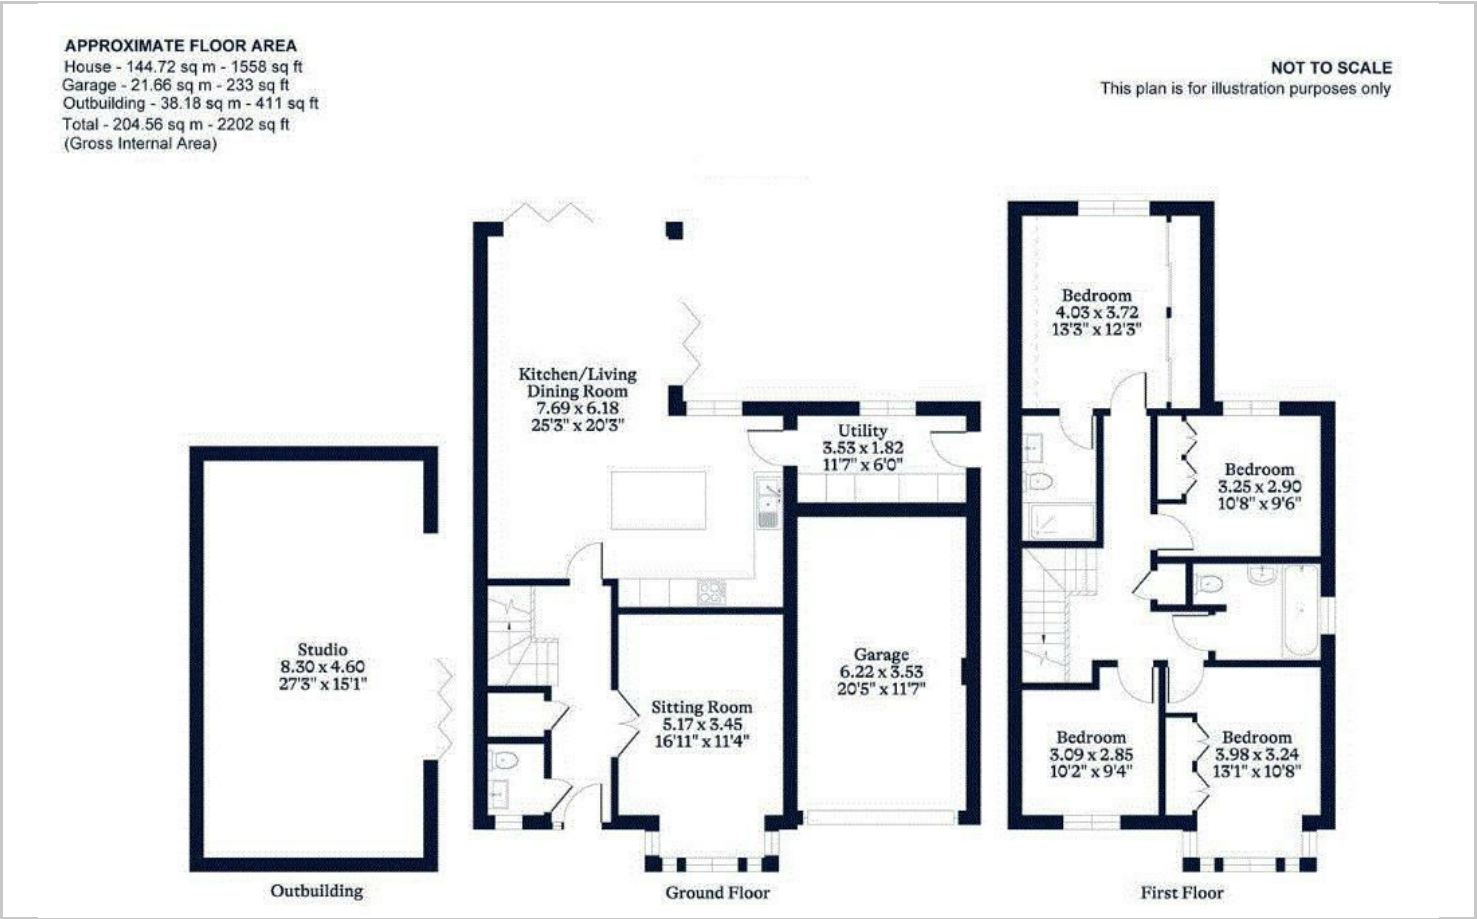 APPROXIMATE FLOOR AREA
House - 144.72 sq m - 1558 sq ft
Garage - 21.66 sq m - 233 sq ft
Outbuilding - 38.18 sq m - 411 sq ft
Total - 204.56 sq m - 2202 sq ft
(Gross Internal Area)
NOT TO SCALE
This plan is for illustration purposes only
Studio
8.30 x 4.60
27'3" x 15'1"
Outbuilding
Kitchen/Living
Dining Room
7.69 x 6.18
25'3" x 20'3"
Utility
3.53 x 1.82
11'7" x 6'0"
Garage
6.22 x 3.53
20'5" x 11'7"
Sitting Room
5.17 x 3.45
16'11" x 11'4"
Ground Floor
Bedroom
4.03 x 3.72
13'3" x 12'3"
Bedroom
3.25 x 2.90
10'8" x 9'6"
Bedroom
3.09 x 2.85
10'2" x 9'4"
Bedroom
3.98 x 3.24
13'1" x 10'8"
First Floor